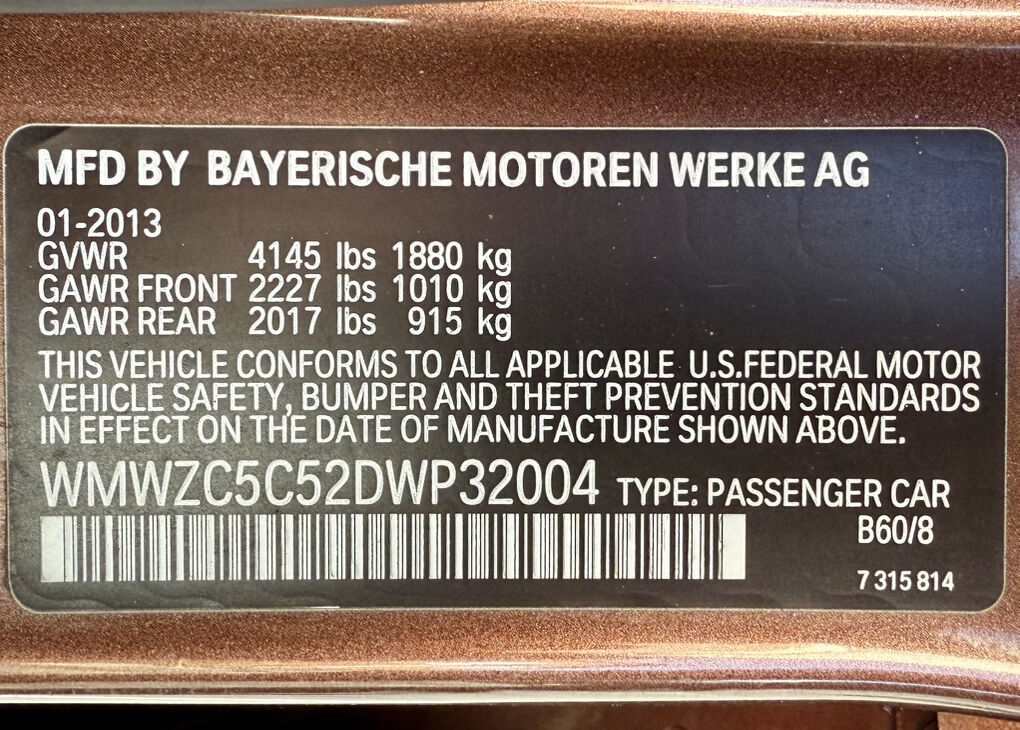 MFD BY BAYERISCHE MOTOREN WERKE AG
01-2013
GVWR 4145 lbs 1880 kg
GAWR FRONT 2227 lbs 1010 kg
GAWR REAR 2017 lbs 915 kg
THIS VEHICLE CONFORMS TO ALL APPLICABLE U.S.FEDERAL MOTOR
VEHICLE SAFETY, BUMPER AND THEFT PREVENTION STANDARDS
IN EFFECT ON THE DATE OF MANUFACTURE SHOWN ABOVE.
WMWZC5C52DWP32004 TYPE: PASSENGER CAR
B60/8
7 315 814